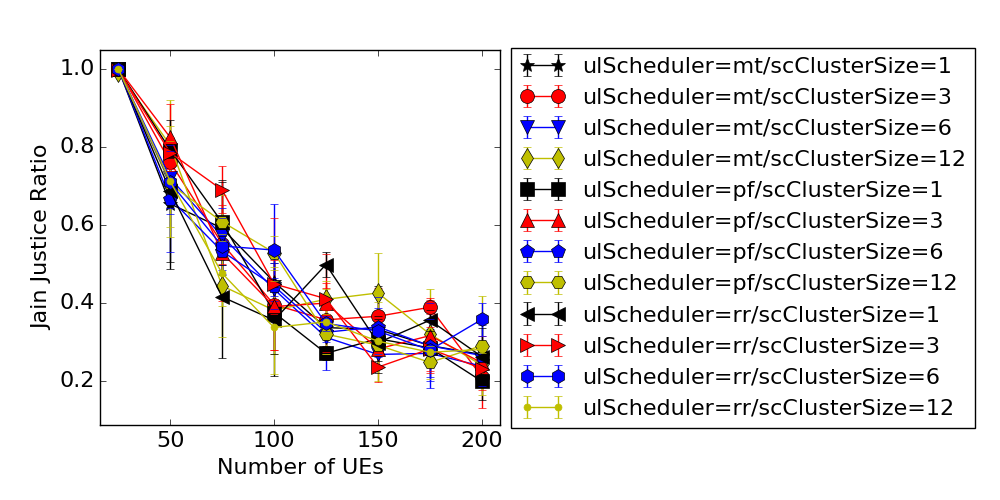 1.0
0.8
0.6
0.4
0.2
Jain Justice Ratio
50 100 150 200
Number of UEs
ulScheduler=mt/scClusterSize=1
ulScheduler=mt/scClusterSize=3
ulScheduler=mt/scClusterSize=6
ulScheduler=mt/scClusterSize=12
ulScheduler=pf/scClusterSize=1
ulScheduler=pf/scClusterSize=3
ulScheduler=pf/scClusterSize=6
ulScheduler=pf/scClusterSize=12
ulScheduler=rr/scClusterSize=1
ulScheduler=rr/scClusterSize=3
ulScheduler=rr/scClusterSize=6
ulScheduler=rr/scClusterSize=12